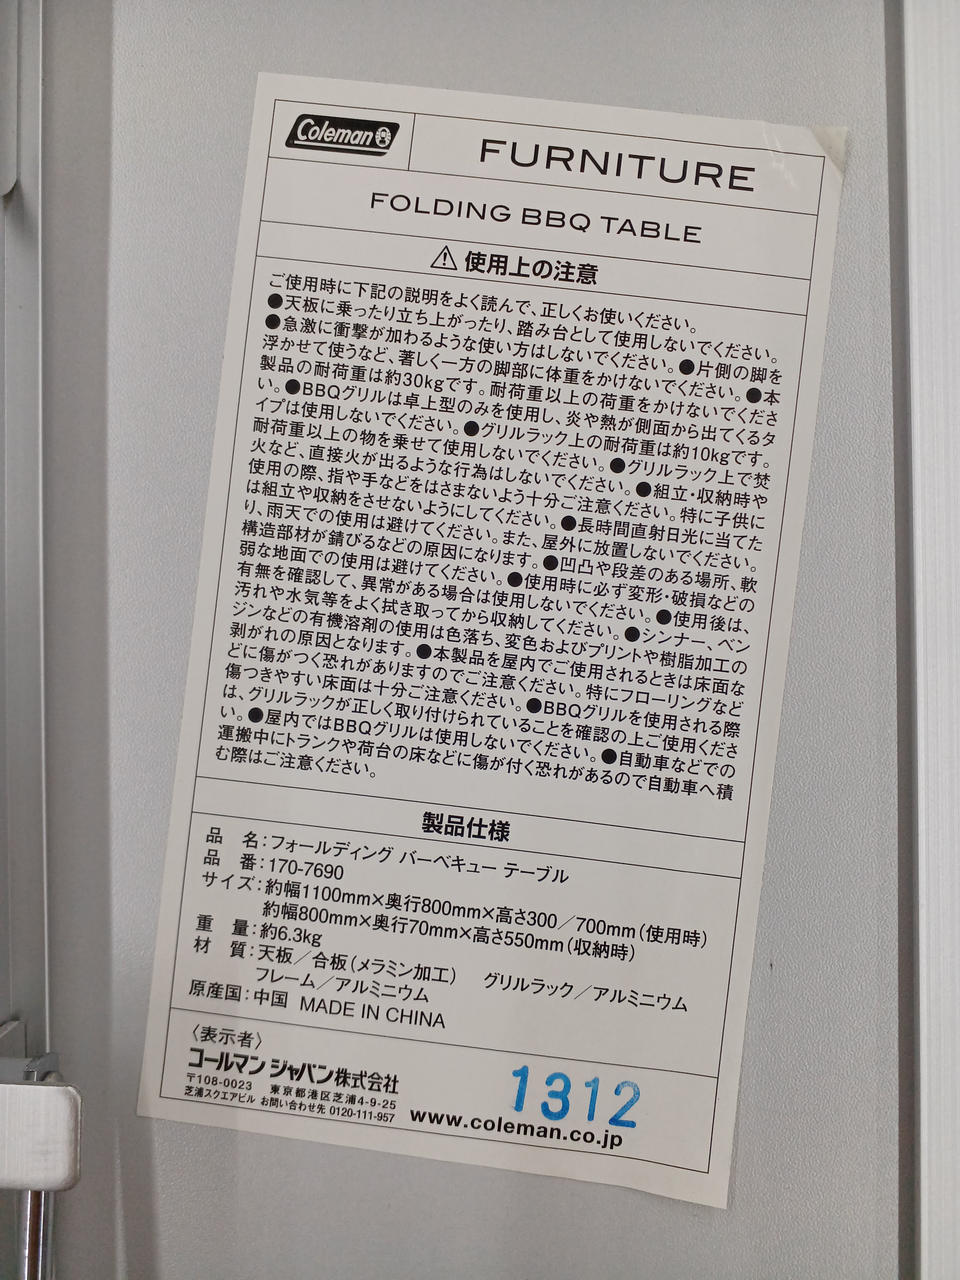 Coleman
FURNITURE
FOLDING BBQ TABLE
⚠使用上の注意
ご使用時に下記の説明をよく読んで、正しくお使いください。
●天板に乗ったり立ち上がったり、踏み台として使用しないでください。
●急激に衝撃が加わるような使い方はしないでください。●片側の脚を
浮かせて使うなど、著しく一方の脚部に体重をかけないでください。●本
製品の耐荷重は約30kgです。耐荷重以上の荷重をかけないでくださ
い。●BBQグリルは卓上型のみを使用し、炎や熱が側面から出てくるタ
イプは使用しないでください。●グリルラック上の耐荷重は約10kgです。
耐荷重以上の物を乗せて使用しないでください。●グリルラック上で焚
火など、直接火が出るような行為はしないでください。●組立・収納時や
使用の際、指や手などをはさまないよう十分ご注意ください。特に子供に
は組立や収納をさせないようにしてください。●長時間直射日光に当てた
り、雨天での使用は避けてください。また、屋外に放置しないでください。
構造部材が錆びるなどの原因になります。●凹凸や段差のある場所、軟
弱な地面での使用は避けてください。●使用時に必ず変形・破損などの
有無を確認して、異常がある場合は使用しないでください。●使用後は、
汚れや水気等をよく拭き取ってから収納してください。●シンナー、ベン
ジンなどの有機溶剤の使用は色落ち、変色およびプリントや樹脂加工の
剥がれの原因となります。●本製品を屋内でご使用されるときは床面な
どに傷がつく恐れがありますのでご注意ください。特にフローリングなど
傷つきやすい床面は十分ご注意ください。●BBQグリルを使用される際
は、グリルラックが正しく取り付けられていることを確認の上ご使用くださ
い。●屋内ではBBQグリルは使用しないでください。●自動車などでの
運搬中にトランクや荷台の床などに傷が付く恐れがあるので自動車へ積
む際はご注意ください。
製品仕様
品 名：フォールディング バーベキュー テーブル
品 番：170-7690
サイズ：約幅1100mm×奥行800mm×高さ300／700mm（使用時）
約幅800mm×奥行70mm×高さ550mm（収納時）
重 量：約6.3kg
材 質：天板／合板（メラミン加工） グリルラック／アルミニウム
フレーム／アルミニウム
原産国：中国 MADE IN CHINA
〈表示者〉
コールマン ジャパン株式会社
〒108-0023 東京都港区芝浦4-9-25
芝浦スクエアビル お問い合わせ先 0120-111-957
www.coleman.co.jp
1312